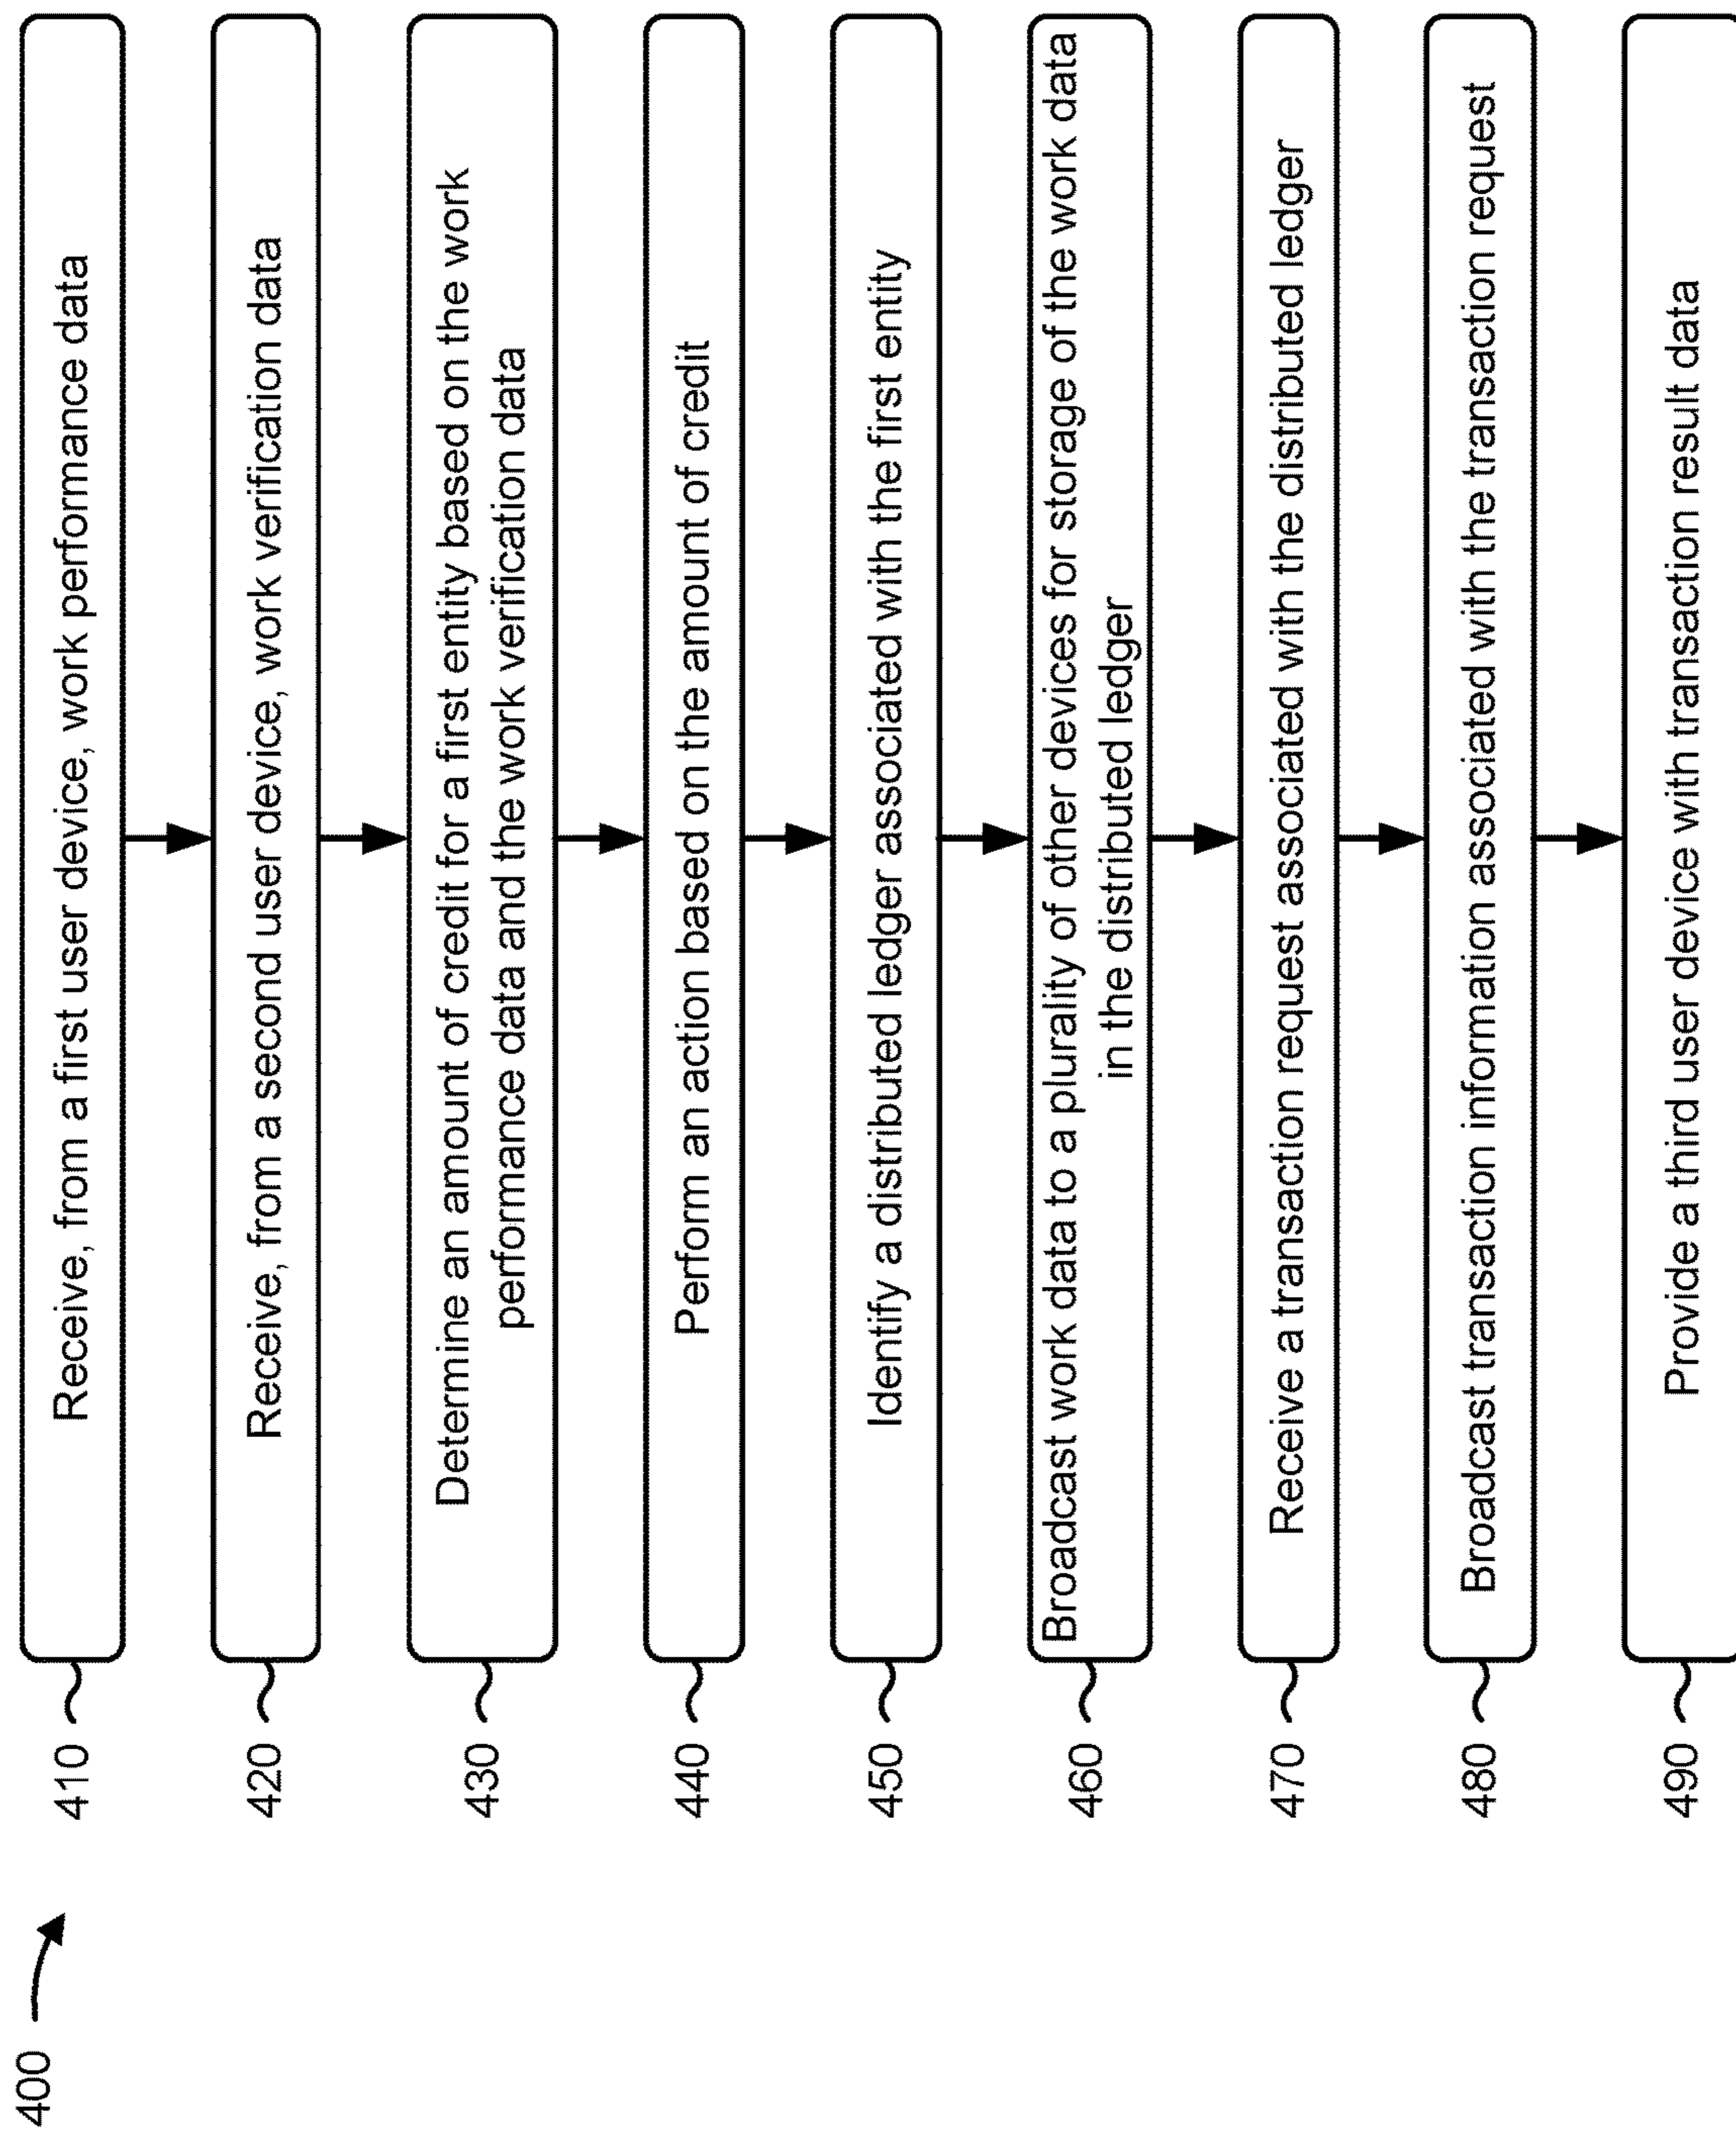 400
410
Receive, from a first user device, work performance data
420
Receive, from a second user device, work verification data
430
Determine an amount of credit for a first entity based on the work
performance data and the work verification data
440
Perform an action based on the amount of credit
450
Identify a distributed ledger associated with the first entity
460
Broadcast work data to a plurality of other devices for storage of the work data
in the distributed ledger
470
Receive a transaction request associated with the distributed ledger
480
Broadcast transaction information associated with the transaction request
490
Provide a third user device with transaction result data